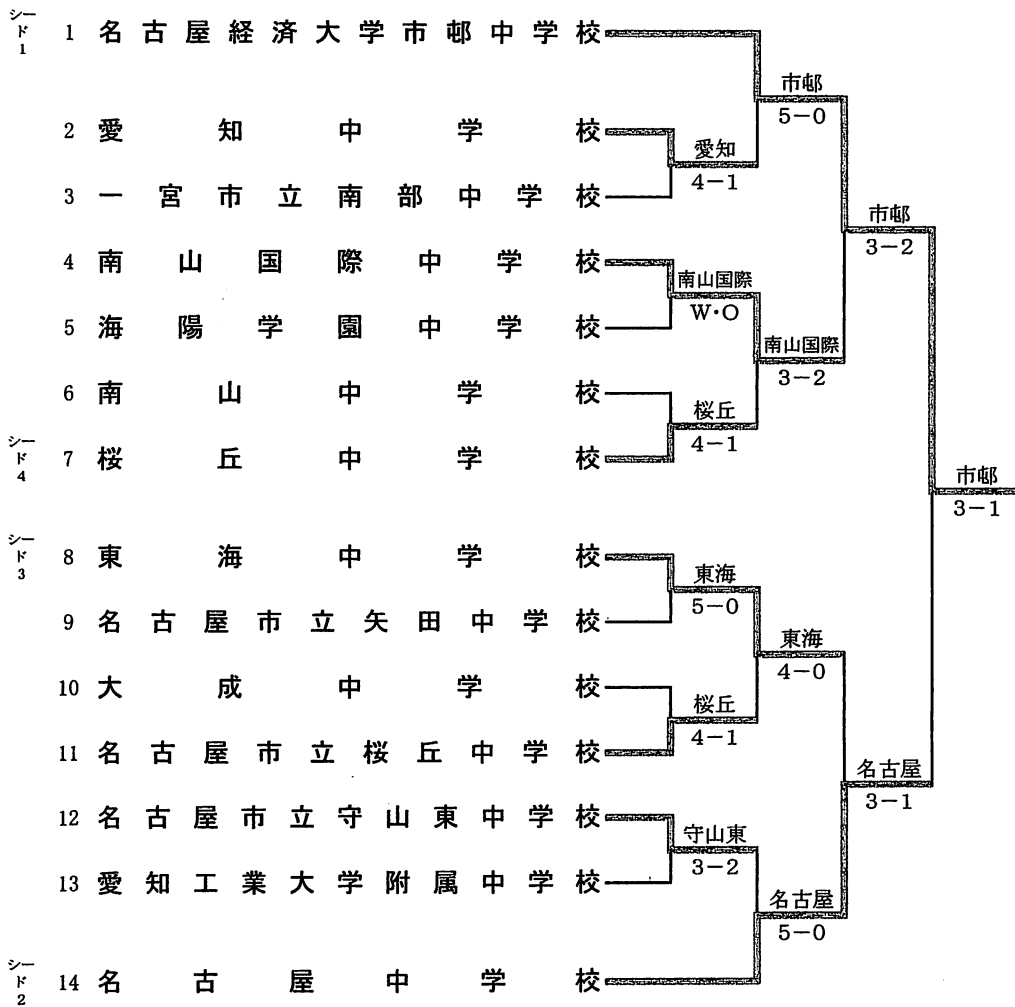 シード1 1 名古屋経済大学市邨中学校
市邨
5-0
2 愛知中学校
愛知
4-1
3 一宮市立南部中学校
市邨
3-2
4 南山国際中学校
南山国際
W・O
5 海陽学園中学校
南山国際
3-2
6 南山中学校
桜丘
4-1
シード4 7 桜丘中学校
市邨
3-1
シード3 8 東海中学校
東海
5-0
9 名古屋市立矢田中学校
東海
4-0
10 大成中学校
桜丘
4-1
11 名古屋市立桜丘中学校
名古屋
3-1
12 名古屋市立守山東中学校
守山東
3-2
13 愛知工業大学附属中学校
名古屋
5-0
シード2 14 名古屋中学校